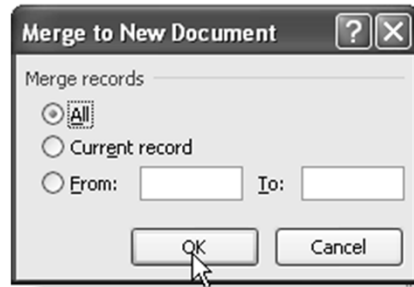 Merge to New Document
Merge records
All
Current record
From: To:
OK Cancel